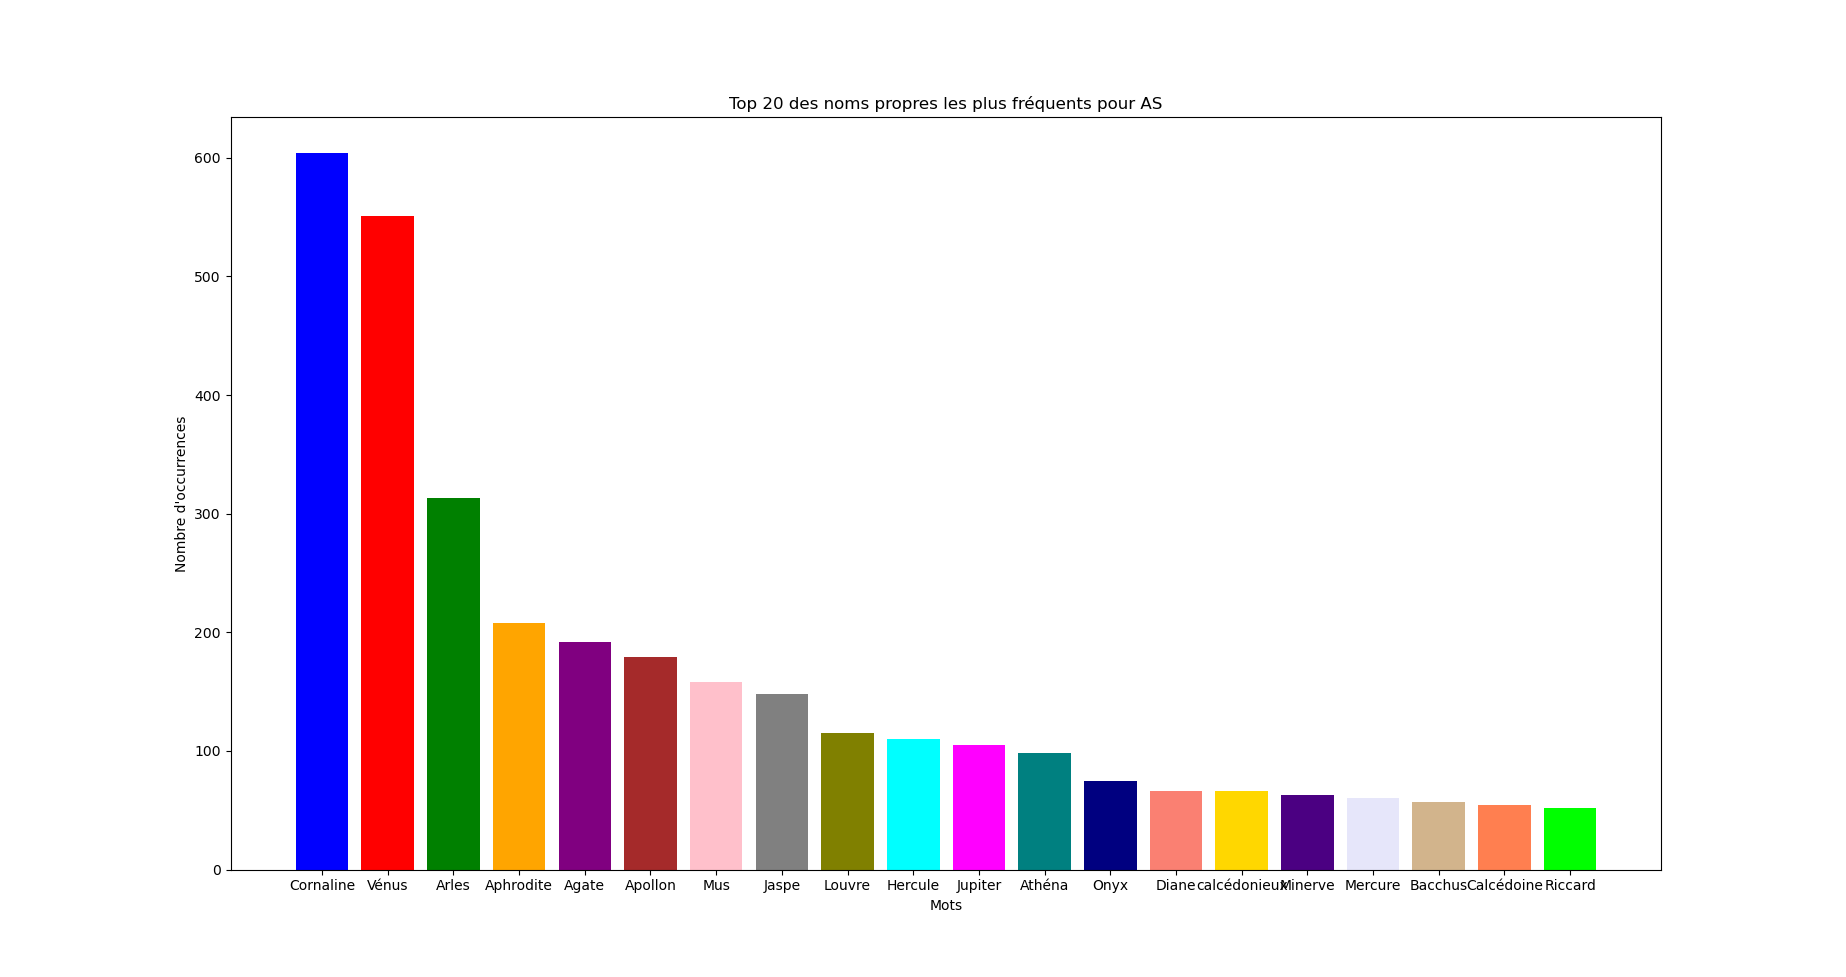 Top 20 des noms propres les plus fréquents pour AS
600
500
400
300
200
100
0
Nombre d'occurrences
Cornaline Vénus Arles Aphrodite Agate Apollon Mus Jaspe Louvre Hercule Jupiter Athéna Onyx Diane calcédonieux Minerve Mercure Bacchus Calcédoine Riccard
Mots